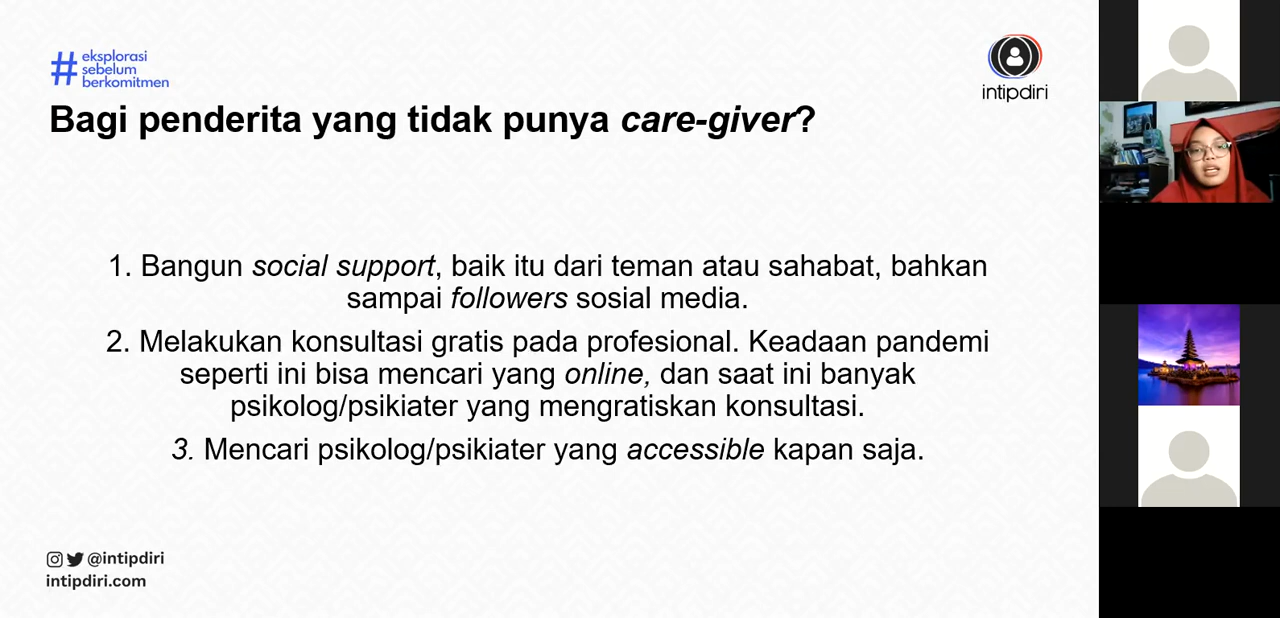 #
eksplorasi
sebelum
berkomitmen
intipdiri
Bagi penderita yang tidak punya care-giver?
1. Bangun social support, baik itu dari teman atau sahabat, bahkan
sampai followers sosial media.
2. Melakukan konsultasi gratis pada profesional. Keadaan pandemi
seperti ini bisa mencari yang online, dan saat ini banyak
psikolog/psikiater yang mengratiskan konsultasi.
3. Mencari psikolog/psikiater yang accessible kapan saja.
@intipdiri
intipdiri.com